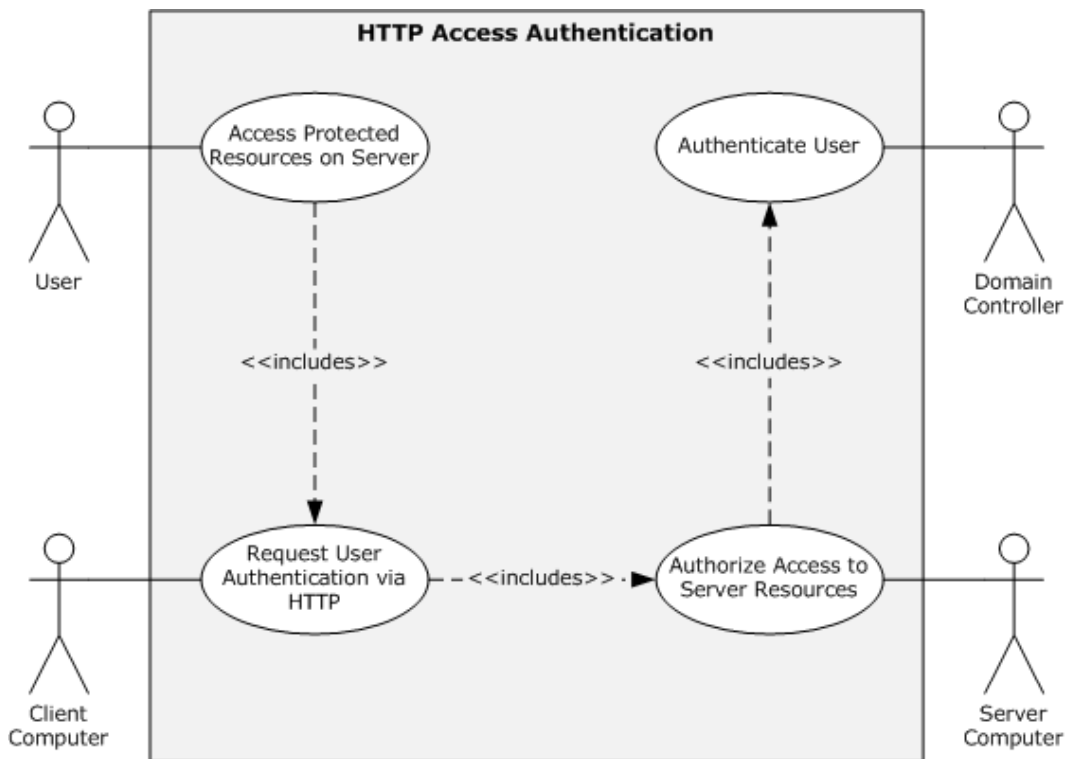 HTTP Access Authentication
Access Protected
Resources on Server
Authenticate User
User
Domain
Controller
<<includes>>
<<includes>>
Request User
Authentication via
HTTP
<<includes>>
Authorize Access to
Server Resources
Client
Computer
Server
Computer